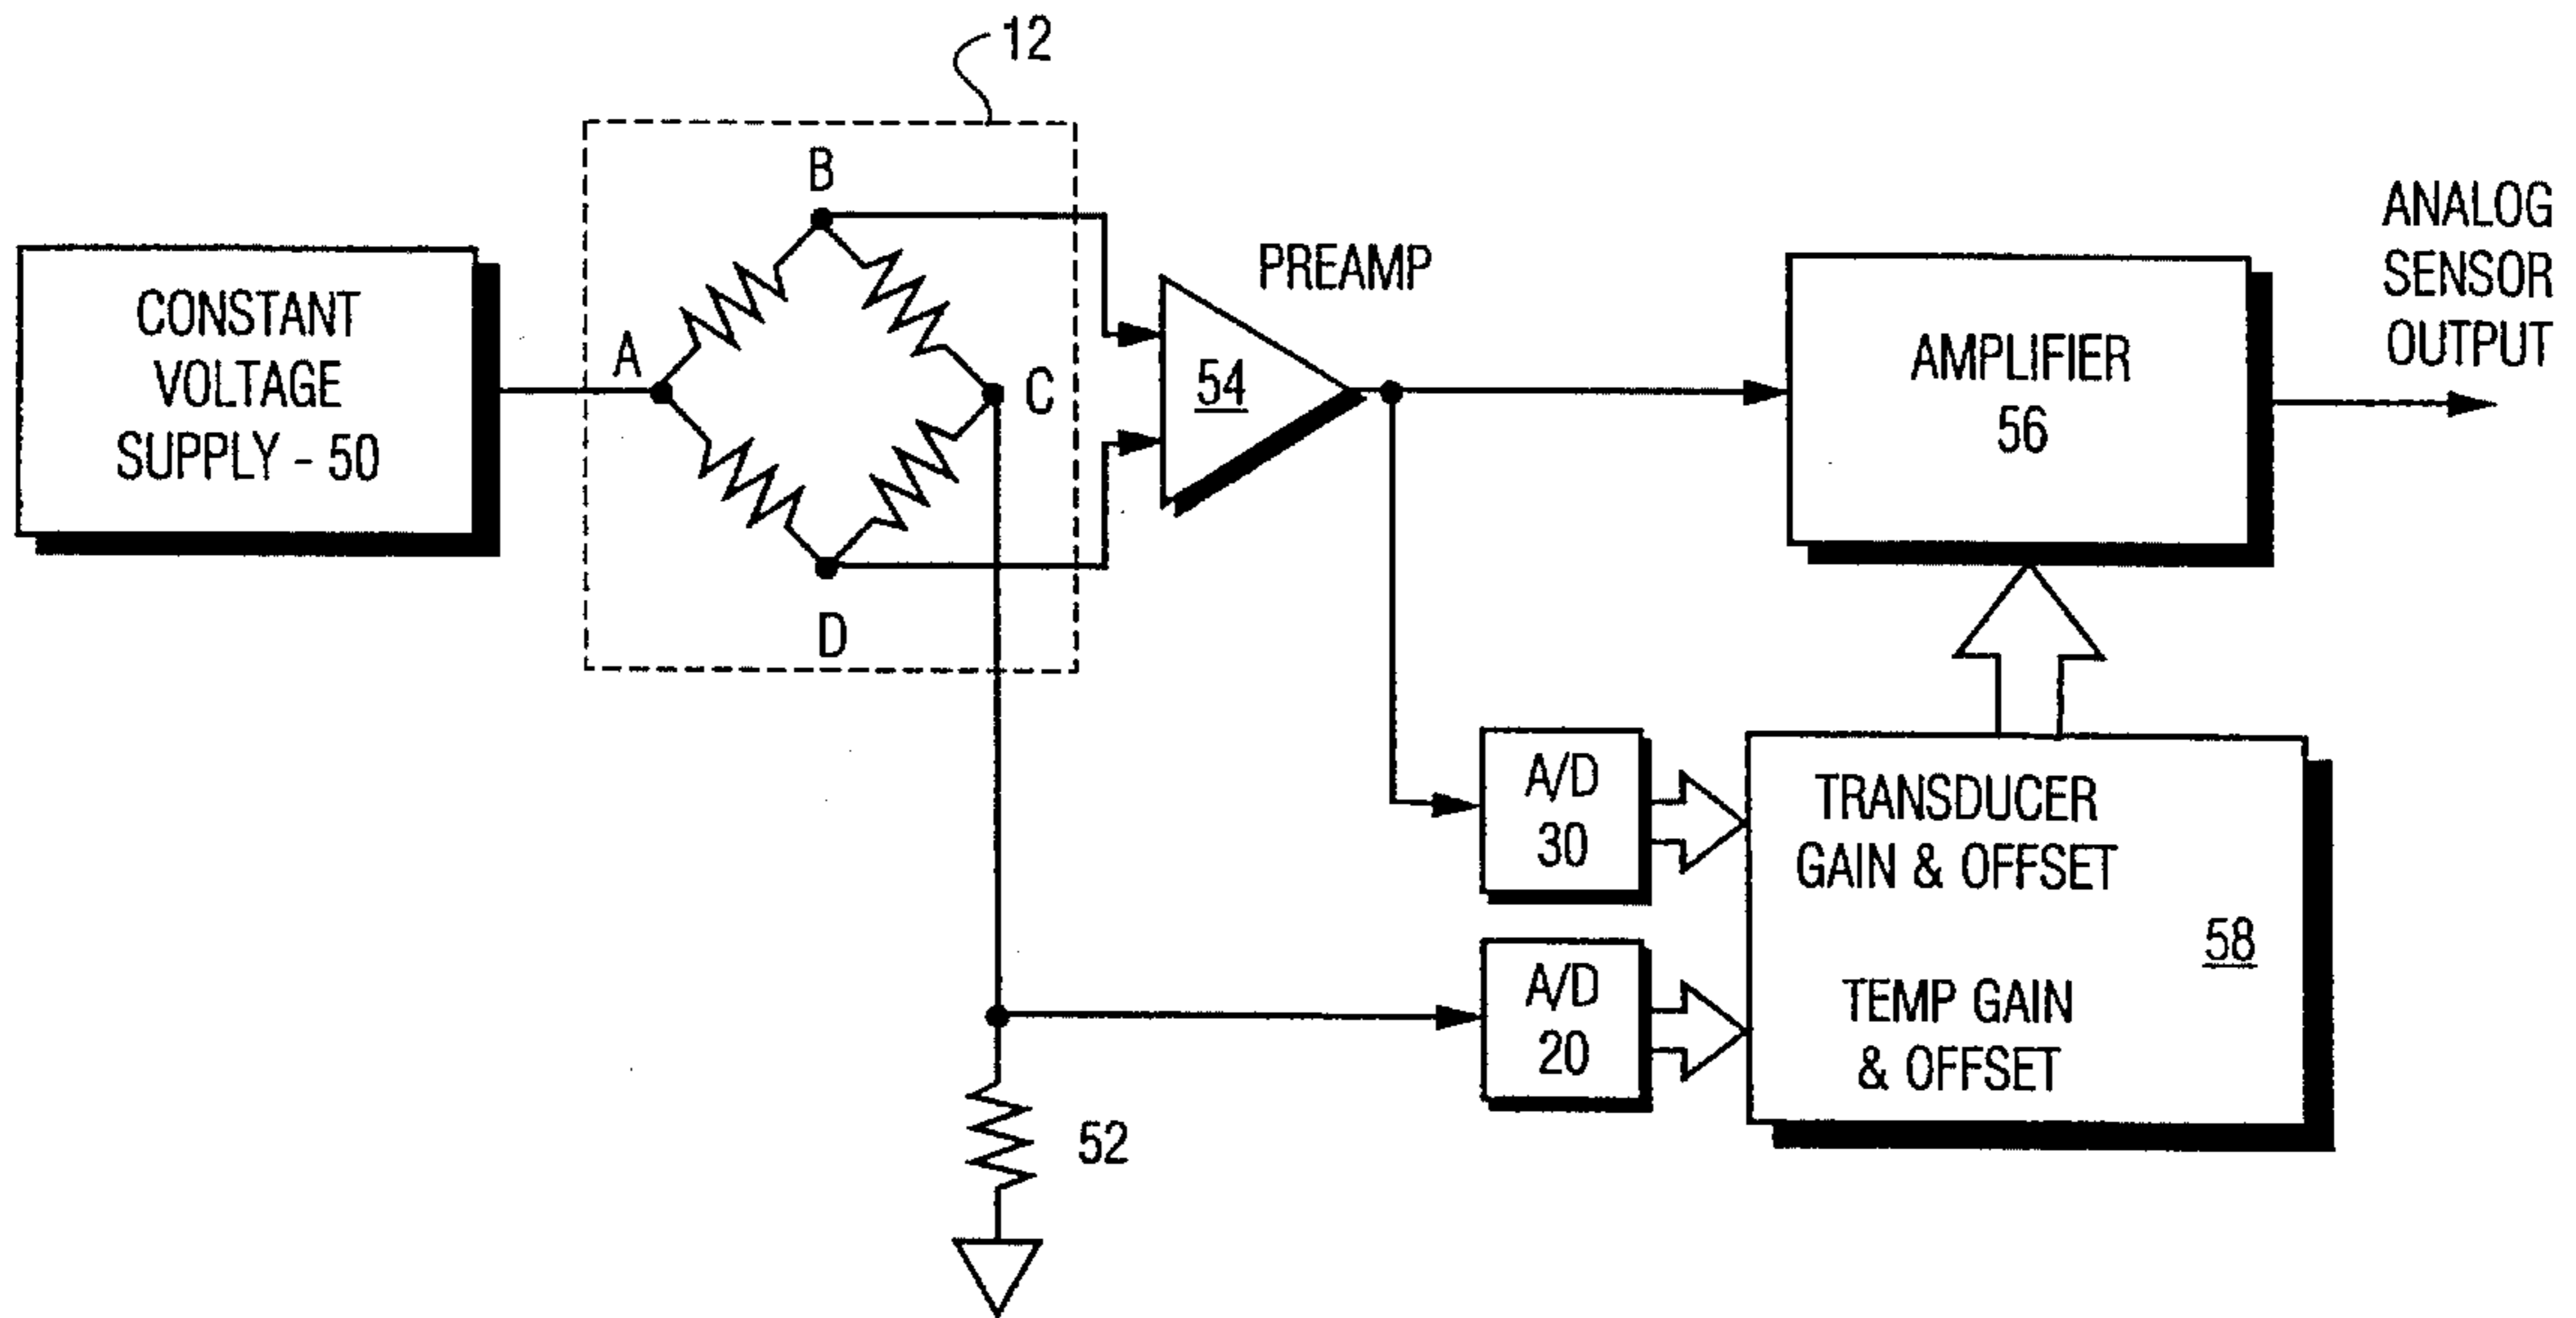 12
B
A
C
D
CONSTANT
VOLTAGE
SUPPLY - 50
PREAMP
54
AMPLIFIER
56
ANALOG
SENSOR
OUTPUT
A/D
30
A/D
20
TRANSDUCER
GAIN & OFFSET
58
TEMP GAIN
& OFFSET
52